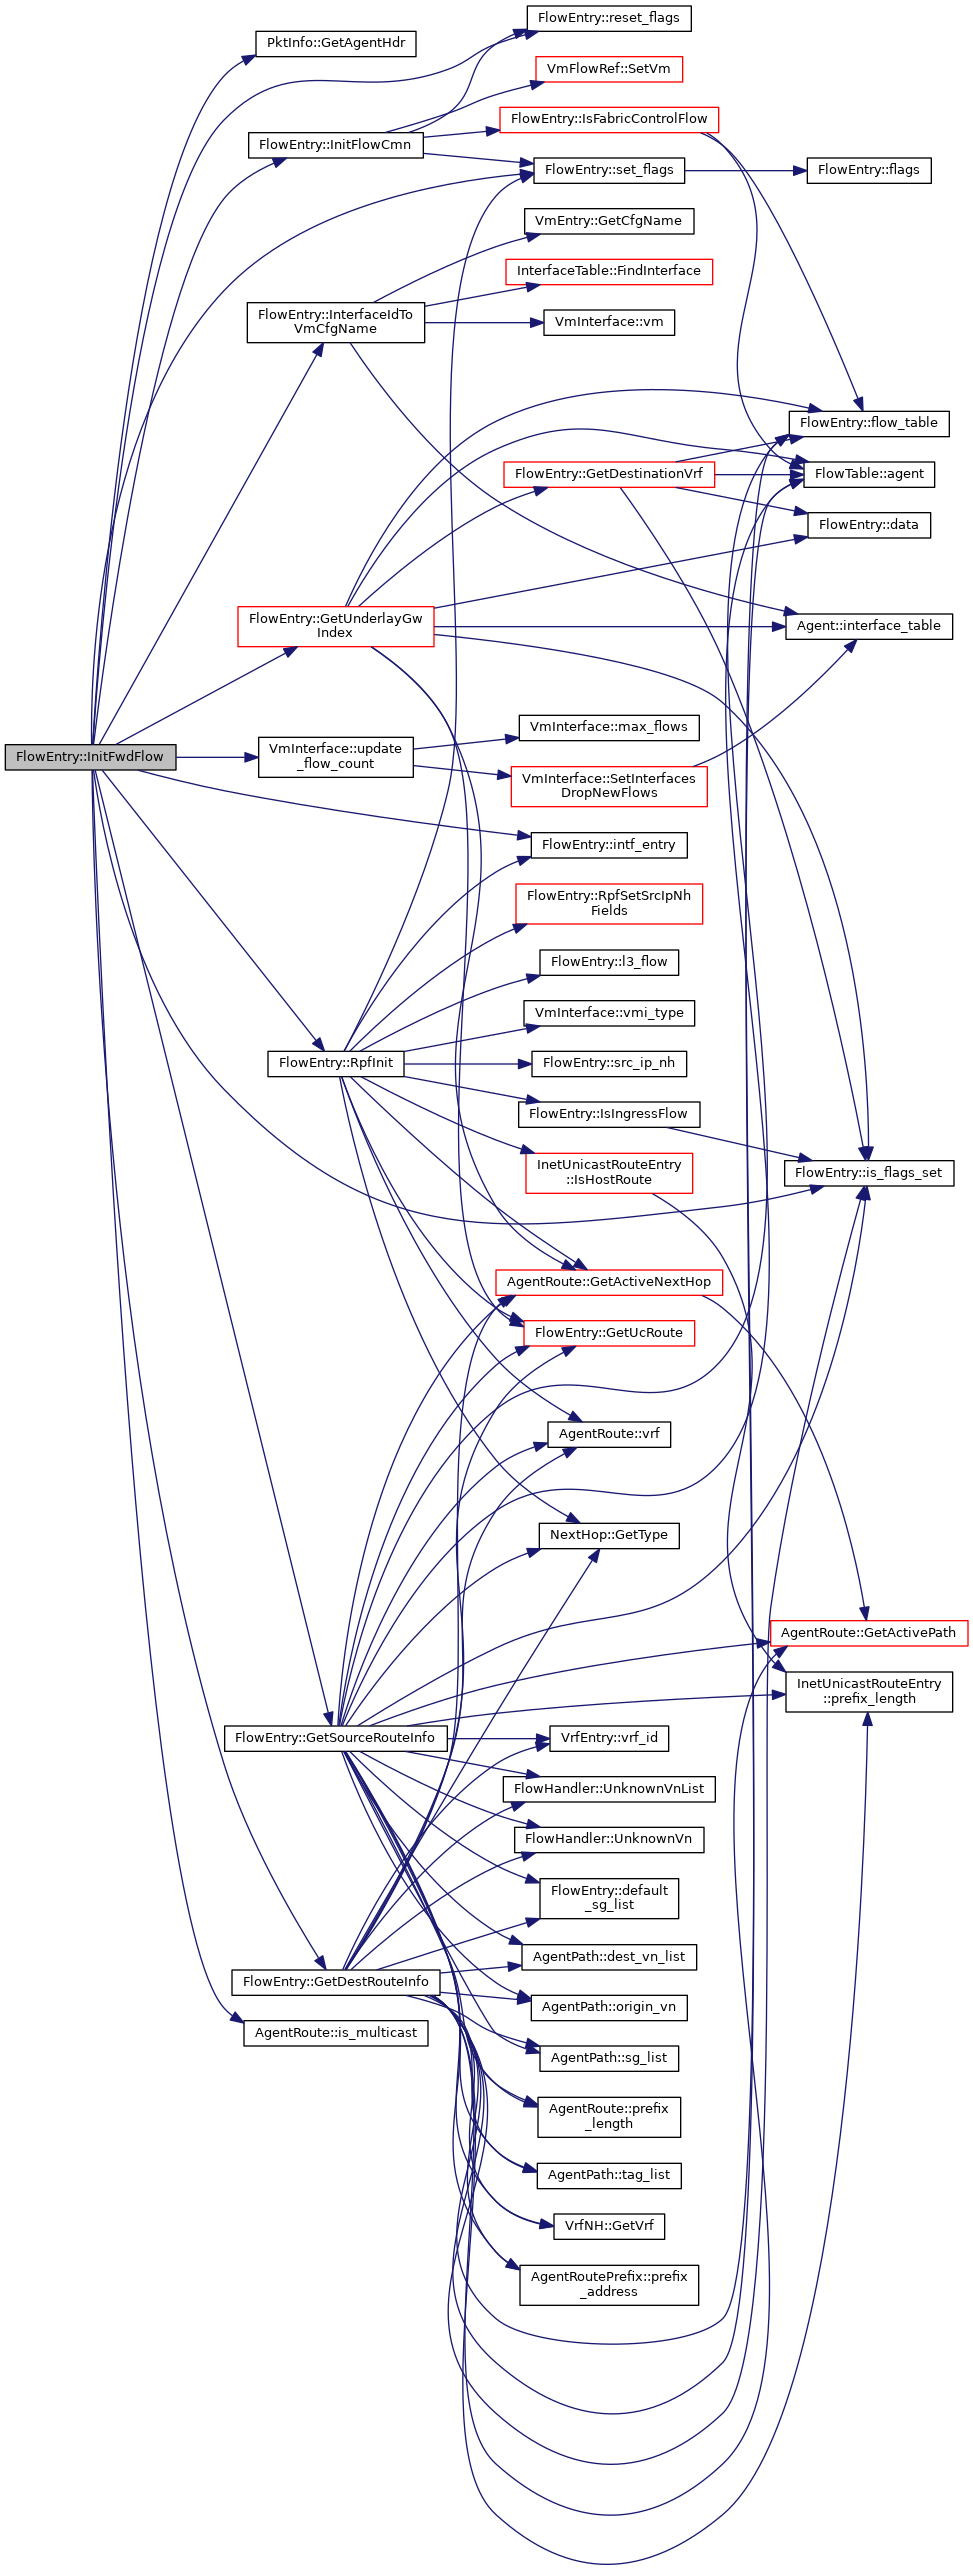 FlowEntry::reset_flags
PktInfo::GetAgentHdr
VmFlowRef::SetVm
FlowEntry::IsFabricControlFlow
FlowEntry::InitFlowCmn
FlowEntry::set_flags
FlowEntry::flags
VmEntry::GetCfgName
InterfaceTable::FindInterface
FlowEntry::InterfaceIdTo
VmCfgName
VmInterface::vm
FlowEntry::flow_table
FlowEntry::GetDestinationVrf
FlowTable::agent
FlowEntry::data
FlowEntry::GetUnderlayGw
Index
Agent::interface_table
VmInterface::max_flows
FlowEntry::InitFwdFlow
VmInterface::update
_flow_count
VmInterface::SetInterfaces
DropNewFlows
FlowEntry::intf_entry
FlowEntry::RpfSetSrcIpNh
Fields
FlowEntry::l3_flow
VmInterface::vmi_type
FlowEntry::RpfInit
FlowEntry::src_ip_nh
FlowEntry::IsIngressFlow
InetUnicastRouteEntry
::IsHostRoute
FlowEntry::is_flags_set
AgentRoute::GetActiveNextHop
FlowEntry::GetUcRoute
AgentRoute::vrf
NextHop::GetType
AgentRoute::GetActivePath
InetUnicastRouteEntry
::prefix_length
FlowEntry::GetSourceRouteInfo
VrfEntry::vrf_id
FlowHandler::UnknownVnList
FlowHandler::UnknownVn
FlowEntry::default
_sg_list
AgentPath::dest_vn_list
FlowEntry::GetDestRouteInfo
AgentPath::origin_vn
AgentRoute::is_multicast
AgentPath::sg_list
AgentRoute::prefix
_length
AgentPath::tag_list
VrfNH::GetVrf
AgentRoutePrefix::prefix
_address